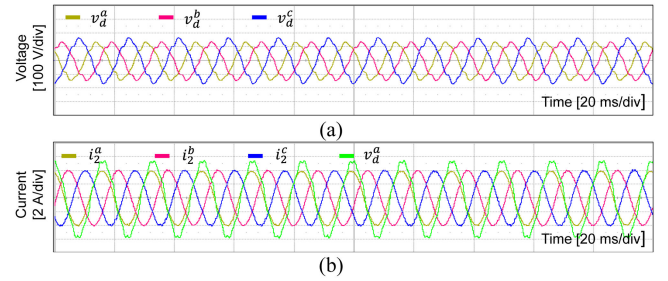 v_d^a v_d^b v_d^c
Voltage
[100 V/div]
Time [20 ms/div]
(a)
i_2^a i_2^b i_2^c v_d^a
Current
[2 A/div]
Time [20 ms/div]
(b)